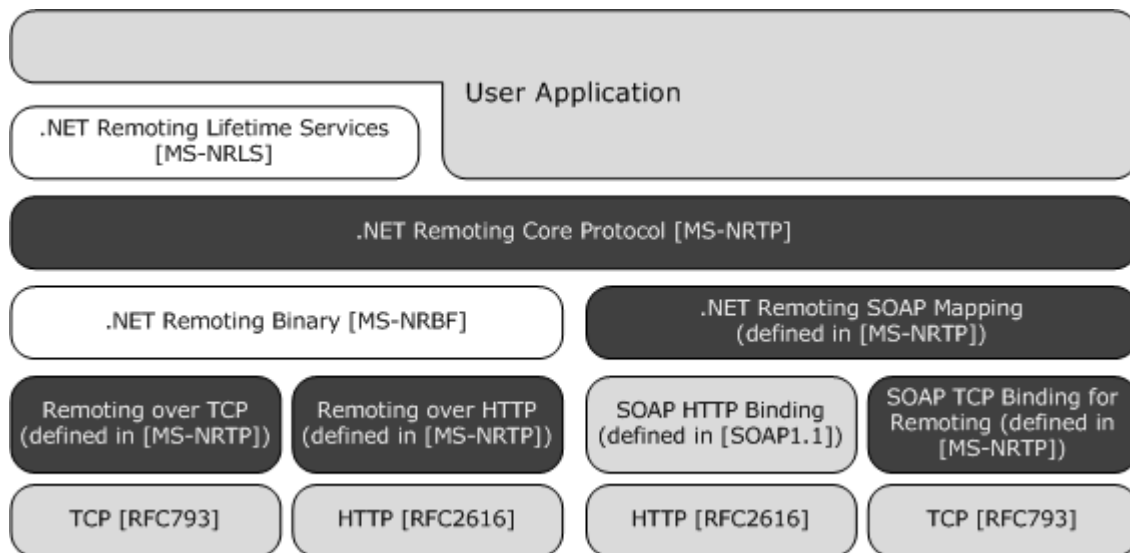 User Application
.NET Remoting Lifetime Services
[MS-NRLS]
.NET Remoting Core Protocol [MS-NRTP]
.NET Remoting Binary [MS-NRBF]
.NET Remoting SOAP Mapping
(defined in [MS-NRTP])
Remoting over TCP
(defined in [MS-NRTP])
Remoting over HTTP
(defined in [MS-NRTP])
SOAP HTTP Binding
(defined in [SOAP1.1])
SOAP TCP Binding for
Remoting (defined in
[MS-NRTP])
TCP [RFC793]
HTTP [RFC2616]
HTTP [RFC2616]
TCP [RFC793]